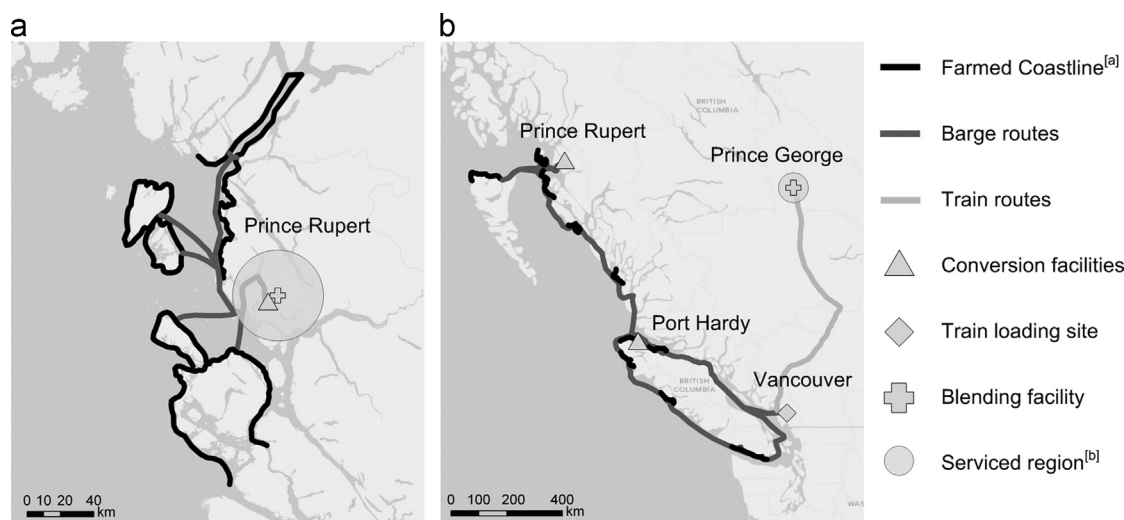 a
Prince Rupert
0 10 20 40
km
b
BRITISH
COLUMBIA
Prince Rupert
Prince George
Port Hardy
BRITISH
COLUMBIA
Vancouver
0 100 200 400
km
WAS
Farmed Coastline[a]
Barge routes
Train routes
Conversion facilities
Train loading site
Blending facility
Serviced region[b]